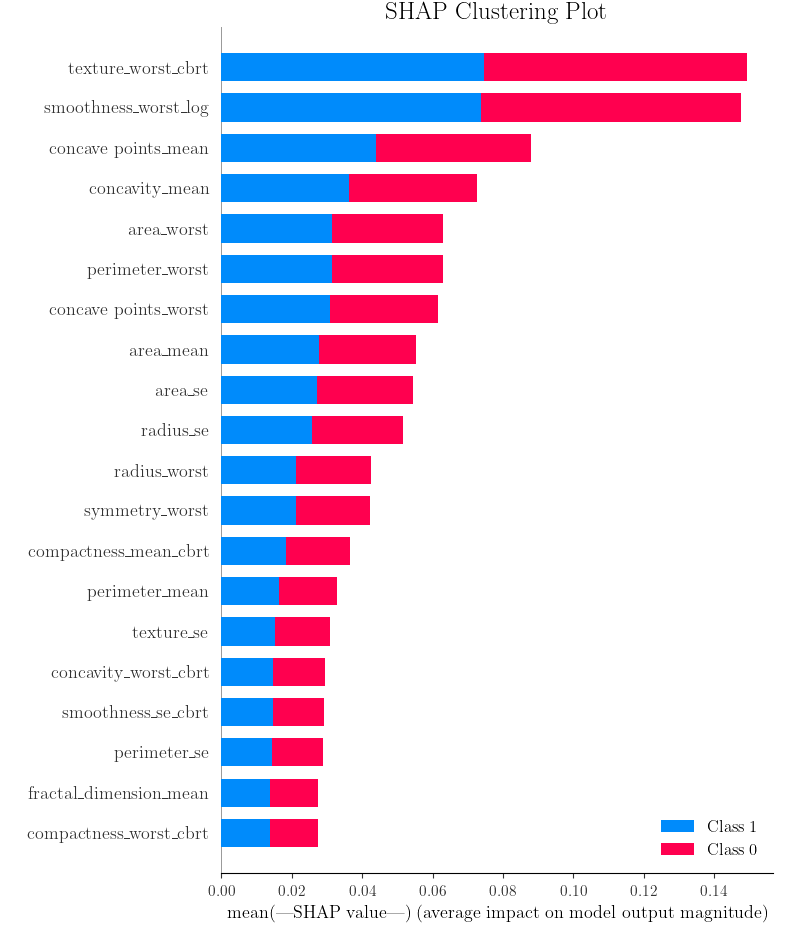 SHAP Clustering Plot
texture_worst_cbrt
smoothness_worst_log
concave points_mean
concavity_mean
area_worst
perimeter_worst
concave points_worst
area_mean
area_se
radius_se
radius_worst
symmetry_worst
compactness_mean_cbrt
perimeter_mean
texture_se
concavity_worst_cbrt
smoothness_se_cbrt
perimeter_se
fractal_dimension_mean
compactness_worst_cbrt
Class 1
Class 0
0.00 0.02 0.04 0.06 0.08 0.10 0.12 0.14
mean(—SHAP value—) (average impact on model output magnitude)